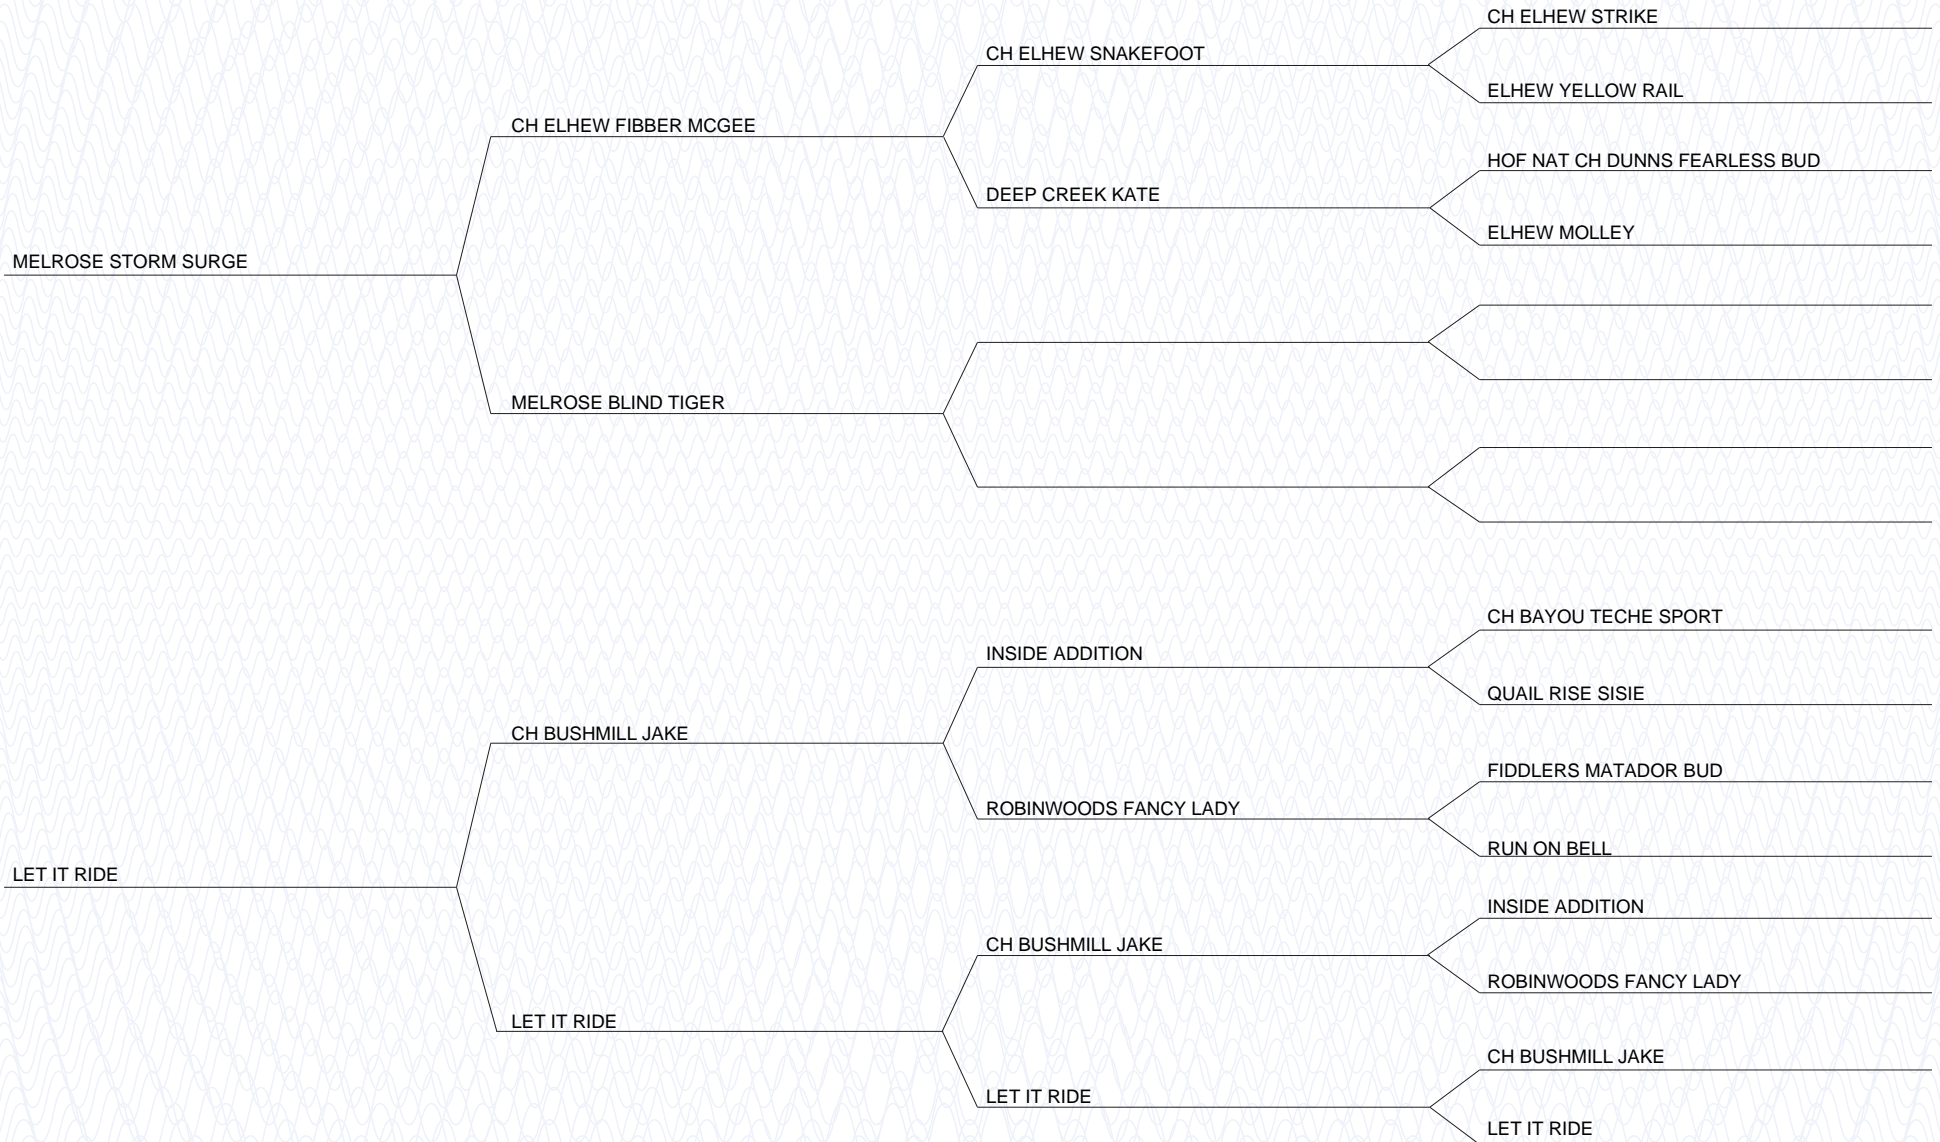 CH ELHEW STRIKE
CH ELHEW SNAKEFOOT
ELHEW YELLOW RAIL
CH ELHEW FIBBER MCGEE
HOF NAT CH DUNNS FEARLESS BUD
DEEP CREEK KATE
ELHEW MOLLEY
MELROSE STORM SURGE
MELROSE BLIND TIGER
CH BAYOU TECHE SPORT
INSIDE ADDITION
QUAIL RISE SISIE
CH BUSHMILL JAKE
FIDDLERS MATADOR BUD
ROBINWOODS FANCY LADY
RUN ON BELL
LET IT RIDE
INSIDE ADDITION
CH BUSHMILL JAKE
ROBINWOODS FANCY LADY
LET IT RIDE
CH BUSHMILL JAKE
LET IT RIDE
LET IT RIDE